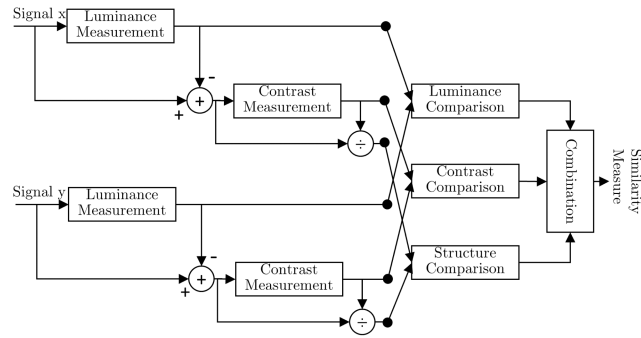 Signal x
Luminance
Measurement
-
+
+
Contrast
Measurement
÷
Luminance
Comparison
Signal y
Luminance
Measurement
-
+
+
Contrast
Measurement
÷
Contrast
Comparison
Structure
Comparison
Combination
Similarity
Measure